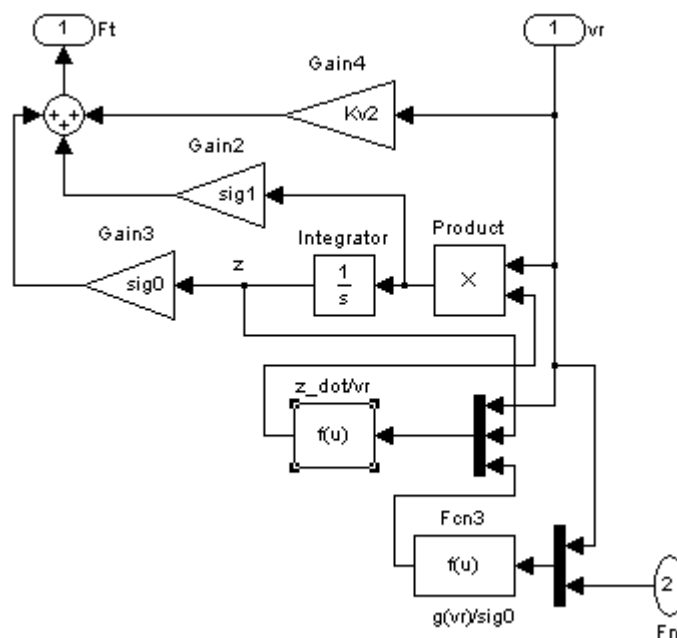 1 Ft
1 vr
Gain4
Kv2
+ + +
Gain2
sig1
Gain3
sig0
z
Integrator
1
s
Product
×
z_dot/vr
f(u)
Fcn3
f(u)
g(vr)/sig0
2
Fn